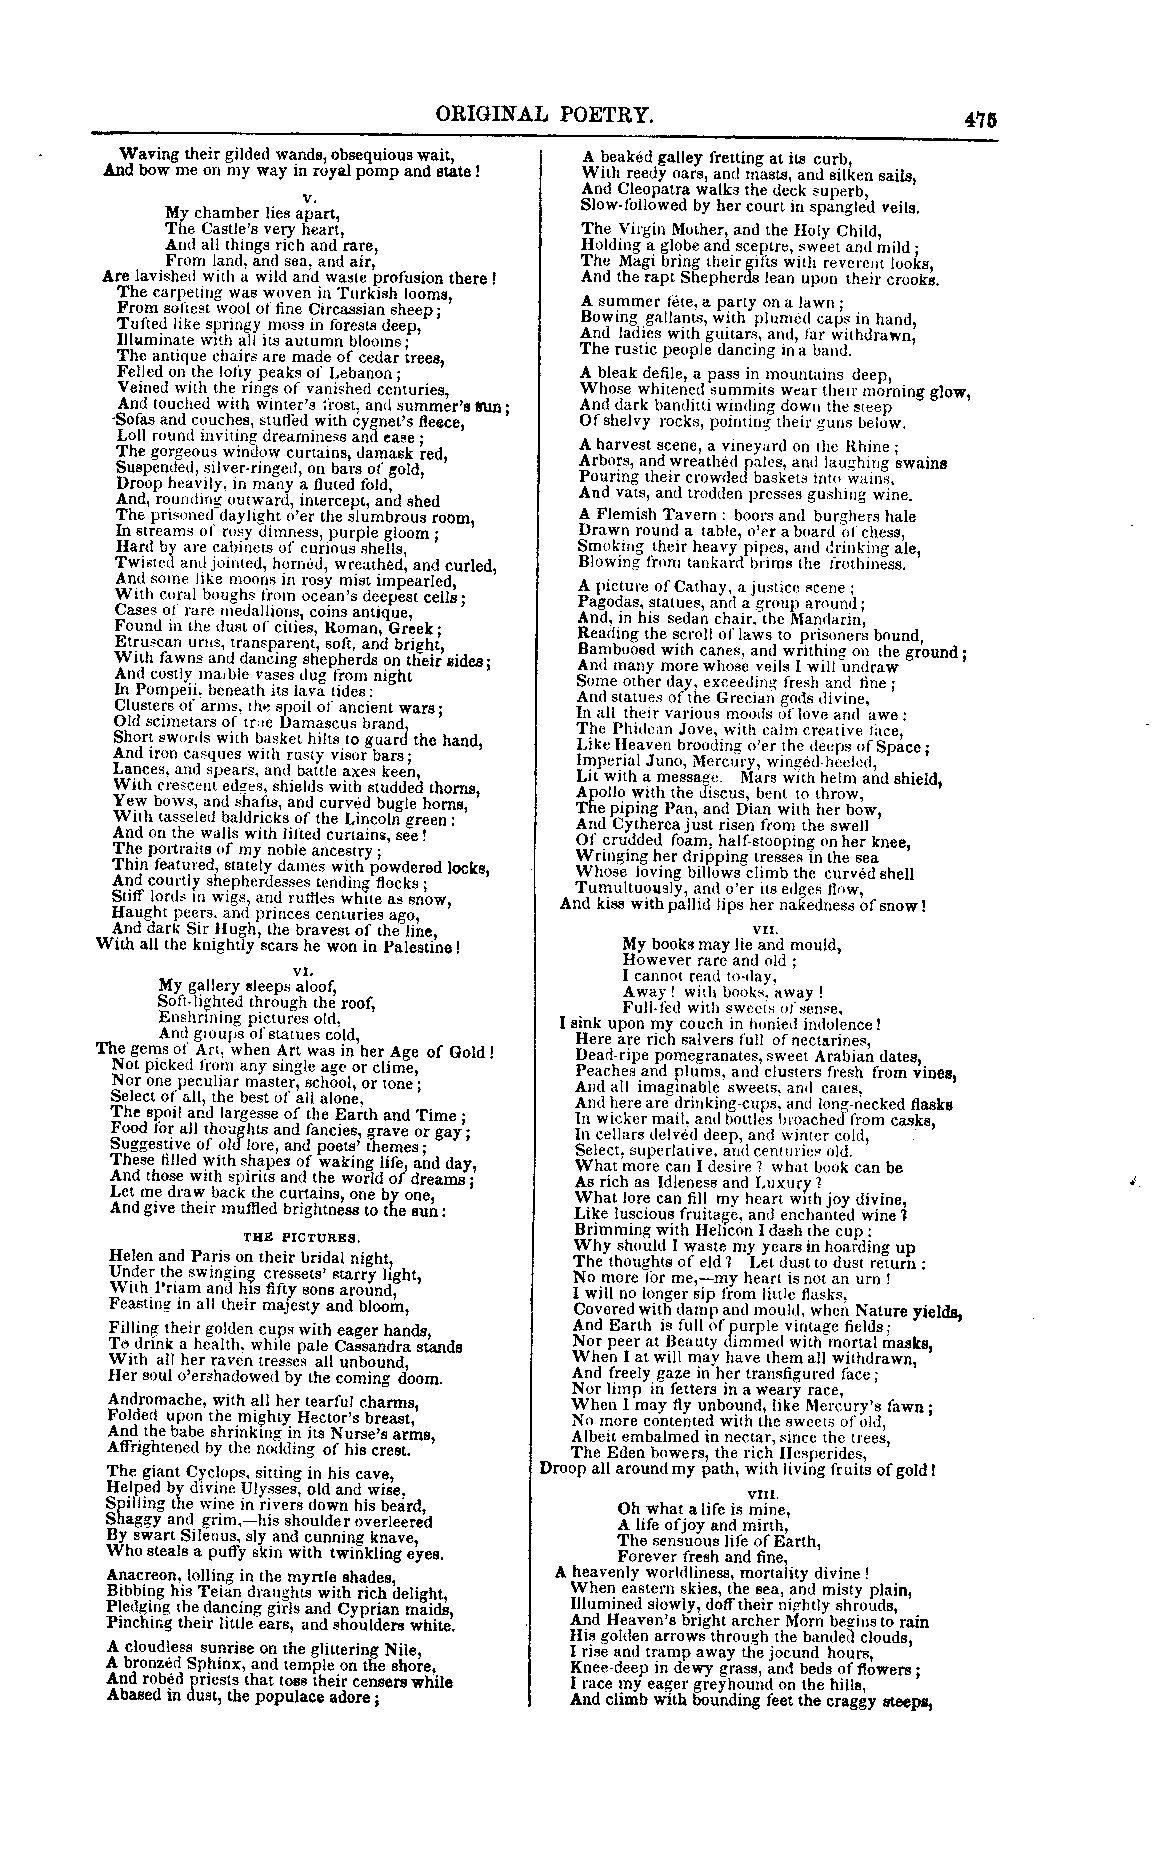 ORIGINAL POETRY.
475
Waving their gilded wands, obsequious wait,
And bow me on my way in royal pomp and state!
V.
My chamber lies apart,
The Castle's very heart,
And all things rich and rare,
From land, and sea, and air,
Are lavished with a wild and waste profusion there!
The carpeting was woven in Turkish looms,
From softest wool of fine Circassian sheep;
Tufted like springy moss in forests deep,
Illuminate with all its autumn blooms;
The antique chairs are made of cedar trees,
Felled on the lofty peaks of Lebanon;
Veined with the rings of vanished centuries,
And touched with winter's frost, and summer's sun;
Sofas and couches, stuffed with cygnet's fleece,
Loll round inviting dreaminess and ease;
The gorgeous window curtains, damask red,
Suspended, silver-ringed, on bars of gold,
Droop heavily, in many a fluted fold,
And, rounding outward, intercept, and shed
The prisoned daylight o'er the slumbrous room,
In streams of rosy dimness, purple gloom;
Hard by are cabinets of curious shells,
Twisted and jointed, hornéd, wreathéd, and curled,
And some like moons in rosy mist impearled,
With coral boughs from ocean's deepest cells;
Cases of rare medallions, coins antique,
Found in the dust of cities, Roman, Greek;
Etruscan urns, transparent, soft, and bright,
With fawns and dancing shepherds on their sides;
And costly marble vases dug from night
In Pompeii, beneath its lava tides:
Clusters of arms, the spoil of ancient wars;
Old scimetars of true Damascus brand,
Short swords with basket hilts to guard the hand,
And iron casques with rusty visor bars;
Lances, and spears, and battle axes keen,
With crescent edges, shields with studded thorns,
Yew bows, and shafts, and curvéd bugle horns,
With tasseled baldricks of the Lincoln green:
And on the walls with lifted curtains, see!
The portraits of my noble ancestry;
Thin featured, stately dames with powdered locks,
And courtly shepherdesses tending flocks;
Stiff lords in wigs, and ruffles white as snow,
Haught peers, and princes centuries ago,
And dark Sir Hugh, the bravest of the line,
With all the knightly scars he won in Palestine!
VI.
My gallery sleeps aloof,
Soft-lighted through the roof,
Enshrining pictures old,
And groups of statues cold,
The gems of Art, when Art was in her Age of Gold!
Not picked from any single age or clime,
Nor one peculiar master, school, or tone;
Select of all, the best of all alone,
The spoil and largesse of the Earth and Time;
Food for all thoughts and fancies, grave or gay;
Suggestive of old lore, and poets' themes;
These filled with shapes of waking life, and day,
And those with spirits and the world of dreams;
Let me draw back the curtains, one by one,
And give their muffled brightness to the sun:
THE PICTURES.
Helen and Paris on their bridal night,
Under the swinging cressets' starry light,
With Priam and his fifty sons around,
Feasting in all their majesty and bloom,
Filling their golden cups with eager hands,
To drink a health, while pale Cassandra stands
With all her raven tresses all unbound,
Her soul o'ershadowed by the coming doom.
Andromache, with all her tearful charms,
Folded upon the mighty Hector's breast,
And the babe shrinking in its Nurse's arms,
Affrightened by the nodding of his crest.
The giant Cyclops, sitting in his cave,
Helped by divine Ulysses, old and wise,
Spilling the wine in rivers down his beard,
Shaggy and grim,—his shoulder overleered
By swart Silenus, sly and cunning knave,
Who steals a puffy skin with twinkling eyes.
Anacreon, lolling in the myrtle shades,
Bibbing his Teian draughts with rich delight,
Pledging the dancing girls and Cyprian maids,
Pinching their little ears, and shoulders white.
A cloudless sunrise on the glittering Nile,
A bronzéd Sphinx, and temple on the shore,
And robéd priests that toss their censers while
Abased in dust, the populace adore;
A beakéd galley fretting at its curb,
With reedy oars, and masts, and silken sails,
And Cleopatra walks the deck superb,
Slow-followed by her court in spangled veils.
The Virgin Mother, and the Holy Child,
Holding a globe and sceptre, sweet and mild;
The Magi bring their gifts with reverent looks,
And the rapt Shepherds lean upon their crooks.
A summer fête, a party on a lawn;
Bowing gallants, with pluméd caps in hand,
And ladies with guitars, and, far withdrawn,
The rustic people dancing in a band.
A bleak defile, a pass in mountains deep,
Whose whitened summits wear their morning glow,
And dark banditti winding down the steep
Of shelvy rocks, pointing their guns below.
A harvest scene, a vineyard on the Rhine;
Arbors, and wreathéd pales, and laughing swains
Pouring their crowded baskets into wains,
And vats, and trodden presses gushing wine.
A Flemish Tavern: boors and burghers hale
Drawn round a table, o'er a board of chess,
Smoking their heavy pipes, and drinking ale,
Blowing from tankard brims the frothiness.
A picture of Cathay, a justice scene;
Pagodas, statues, and a group around;
And, in his sedan chair, the Mandarin,
Reading the scroll of laws to prisoners bound,
Bambooed with canes, and writhing on the ground;
And many more whose veils I will undraw
Some other day, exceeding fresh and fine;
And statues of the Grecian gods divine,
In all their various moods of love and awe:
The Phidean Jove, with calm creative face,
Like Heaven brooding o'er the deeps of Space;
Imperial Juno, Mercury, wingéd-heeled,
Lit with a message. Mars with helm and shield,
Apollo with the discus, bent to throw,
The piping Pan, and Dian with her bow,
And Cytherea just risen from the swell
Of crudded foam, half-stooping on her knee,
Wringing her dripping tresses in the sea
Whose loving billows climb the curvéd shell
Tumultuously, and o'er its edges flow,
And kiss with pallid lips her nakedness of snow!
VII.
My books may lie and mould,
However rare and old;
I cannot read to-day,
Away! with books, away!
Full-fed with sweets of sense,
I sink upon my couch in honied indolence!
Here are rich salvers full of nectarines,
Dead-ripe pomegranates, sweet Arabian dates,
Peaches and plums, and clusters fresh from vines,
And all imaginable sweets, and cates,
And here are drinking-cups, and long-necked flasks
In wicker mail, and bottles broached from casks,
In cellars delvéd deep, and winter cold,
Select, superlative, and centuries old.
What more can I desire? what book can be
As rich as Idleness and Luxury?
What lore can fill my heart with joy divine,
Like luscious fruitage, and enchanted wine?
Brimming with Helicon I dash the cup;
Why should I waste my years in hoarding up
The thoughts of eld? Let dust to dust return:
No more for me,—my heart is not an urn!
I will no longer sip from little flasks,
Covered with damp and mould, when Nature yields,
And Earth is full of purple vintage fields;
Nor peer at Beauty dimmed with mortal masks,
When I at will may have them all withdrawn,
And freely gaze in her transfigured face;
Nor limp in fetters in a weary race,
When I may fly unbound, like Mercury's fawn;
No more contented with the sweets of old,
Albeit embalmed in nectar, since the trees,
The Eden bowers, the rich Hesperides,
Droop all around my path, with living fruits of gold!
VIII.
Oh what a life is mine,
A life of joy and mirth,
The sensuous life of Earth,
Forever fresh and fine,
A heavenly worldliness, mortality divine!
When eastern skies, the sea, and misty plain,
Illumined slowly, doff their nightly shrouds,
And Heaven's bright archer Morn begins to rain
His golden arrows through the banded clouds,
I rise and tramp away the jocund hours,
Knee-deep in dewy grass, and beds of flowers;
I race my eager greyhound on the hills,
And climb with bounding feet the craggy steeps,